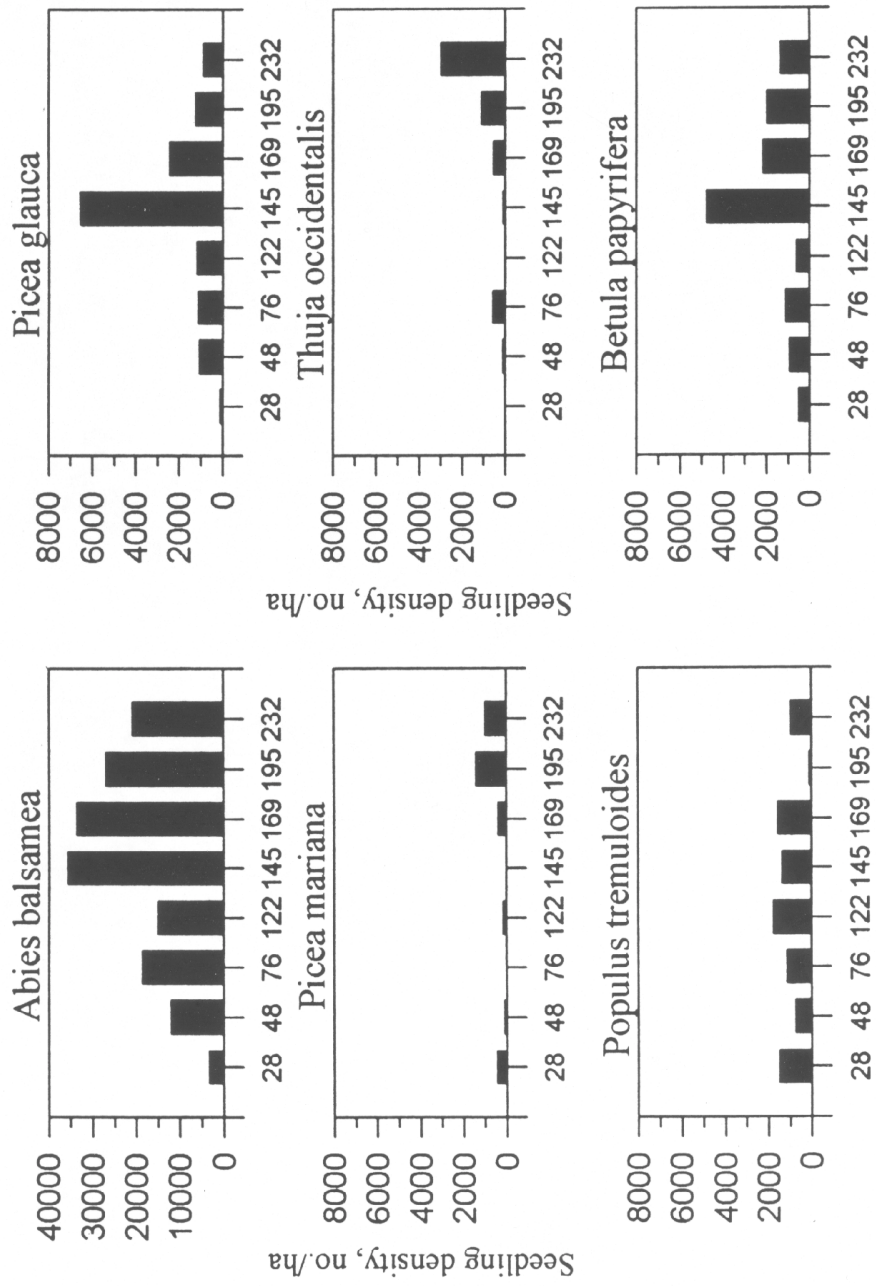 Abies balsamea
40000
30000
20000
10000
0
28 48 76 122 145 169 195 232
Picea glauca
8000
6000
4000
2000
0
28 48 76 122 145 169 195 232
Picea mariana
8000
6000
4000
2000
0
28 48 76 122 145 169 195 232
Thuja occidentalis
8000
6000
4000
2000
0
28 48 76 122 145 169 195 232
Populus tremuloides
8000
6000
4000
2000
0
28 48 76 122 145 169 195 232
Betula papyrifera
8000
6000
4000
2000
0
28 48 76 122 145 169 195 232
Seedling density, no./ha
Seedling density, no./ha